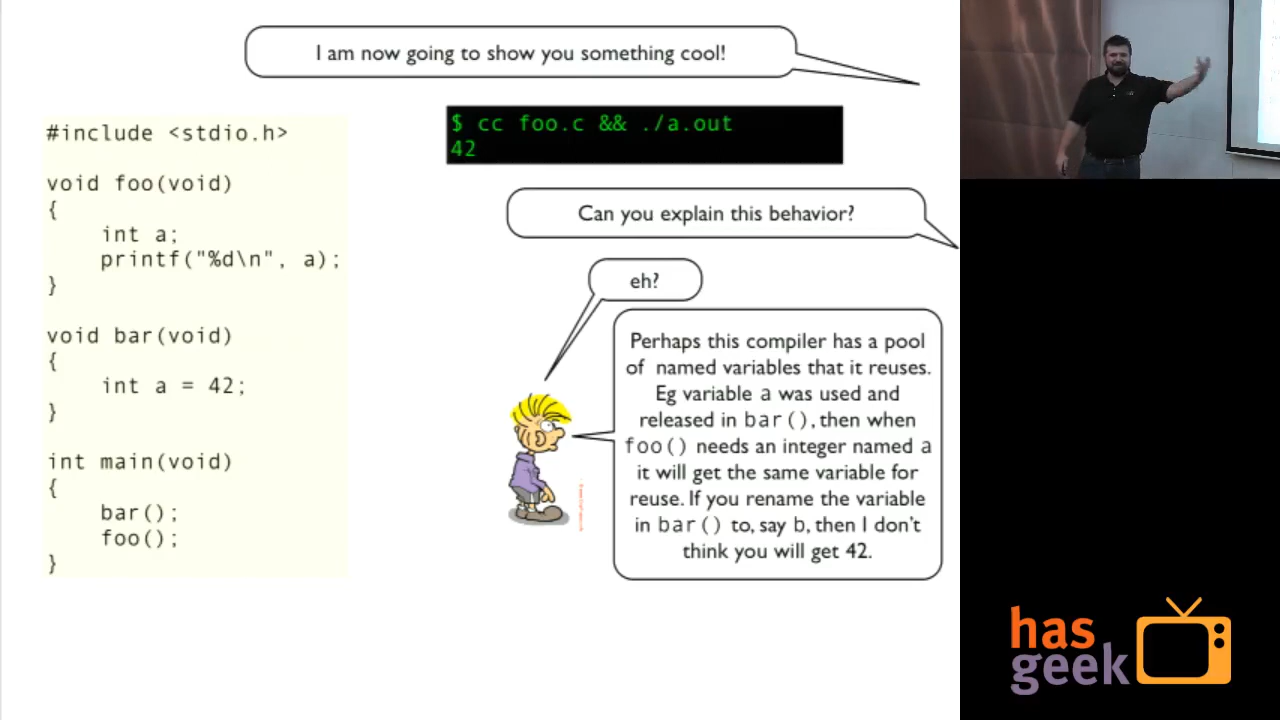 I am now going to show you something cool!
#include <stdio.h>
void foo(void)
{
    int a;
    printf("%d\n", a);
}
void bar(void)
{
    int a = 42;
}
int main(void)
{
    bar();
    foo();
}
$ cc foo.c && ./a.out
42
Can you explain this behavior?
eh?
Perhaps this compiler has a pool
of named variables that it reuses.
Eg variable a was used and
released in bar(), then when
foo() needs an integer named a
it will get the same variable for
reuse. If you rename the variable
in bar() to, say b, then I don't
think you will get 42.
has
geek